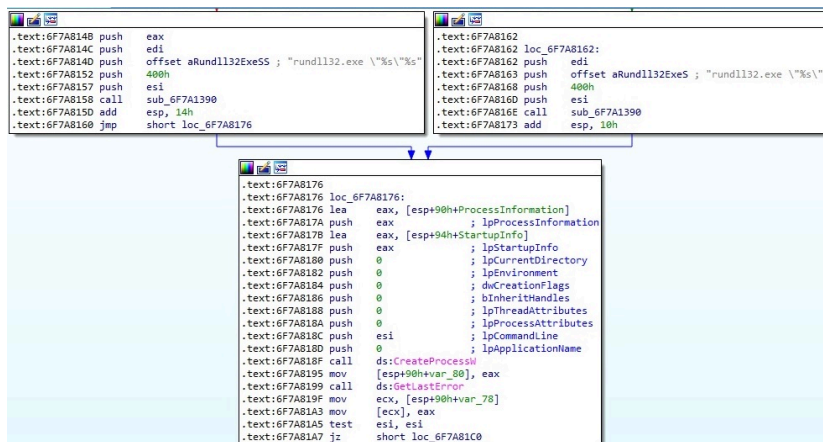 .text:6F7A814B push eax
.text:6F7A814C push edi
.text:6F7A814D push offset aRundll32ExeSS ; "rundll32.exe \"%s\"%s"
.text:6F7A8152 push 400h
.text:6F7A8157 push esi
.text:6F7A8158 call sub_6F7A1390
.text:6F7A815D add esp, 14h
.text:6F7A8160 jmp short loc_6F7A8176
.text:6F7A8162
.text:6F7A8162 loc_6F7A8162:
.text:6F7A8162 push edi
.text:6F7A8163 push offset aRundll32ExeS ; "rundll32.exe \"%s\"
.text:6F7A8168 push 400h
.text:6F7A816D push esi
.text:6F7A816E call sub_6F7A1390
.text:6F7A8173 add esp, 10h
.text:6F7A8176
.text:6F7A8176 loc_6F7A8176:
.text:6F7A8176 lea eax, [esp+90h+ProcessInformation]
.text:6F7A817A push eax ; lpProcessInformation
.text:6F7A817B lea eax, [esp+94h+StartupInfo]
.text:6F7A817F push eax ; lpStartupInfo
.text:6F7A8180 push 0 ; lpCurrentDirectory
.text:6F7A8182 push 0 ; lpEnvironment
.text:6F7A8184 push 0 ; dwCreationFlags
.text:6F7A8186 push 0 ; bInheritHandles
.text:6F7A8188 push 0 ; lpThreadAttributes
.text:6F7A818A push 0 ; lpProcessAttributes
.text:6F7A818C push esi ; lpCommandLine
.text:6F7A818D push 0 ; lpApplicationName
.text:6F7A818F call ds:CreateProcessW
.text:6F7A8195 mov [esp+90h+var_80], eax
.text:6F7A8199 call ds:GetLastError
.text:6F7A819F mov ecx, [esp+90h+var_78]
.text:6F7A81A3 mov [ecx], eax
.text:6F7A81A5 test esi, esi
.text:6F7A81A7 jz short loc_6F7A81C0